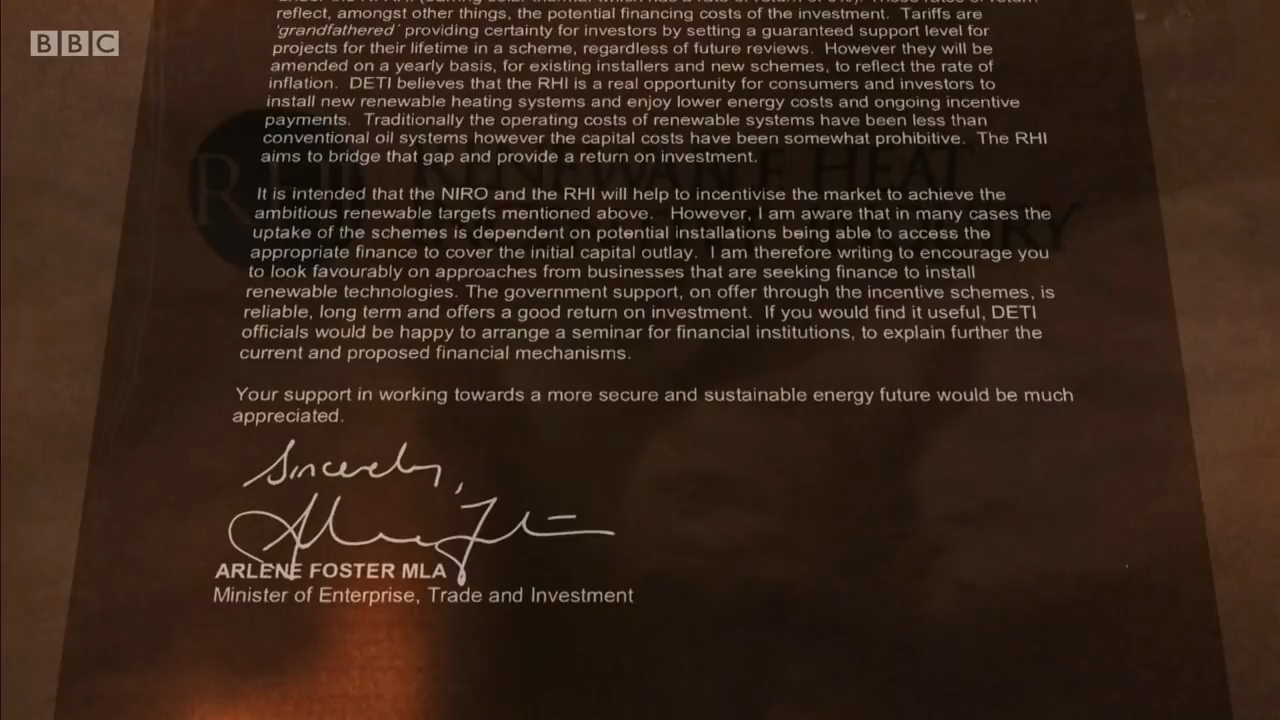 BBC
reflect, amongst other things, the potential financing costs of the investment. Tariffs are
'grandfathered' providing certainty for investors by setting a guaranteed support level for
projects for their lifetime in a scheme, regardless of future reviews. However they will be
amended on a yearly basis, for existing installers and new schemes, to reflect the rate of
inflation. DETI believes that the RHI is a real opportunity for consumers and investors to
install new renewable heating systems and enjoy lower energy costs and ongoing incentive
payments. Traditionally the operating costs of renewable systems have been less than
conventional oil systems however the capital costs have been somewhat prohibitive. The RHI
aims to bridge that gap and provide a return on investment.
It is intended that the NIRO and the RHI will help to incentivise the market to achieve the
ambitious renewable targets mentioned above. However, I am aware that in many cases the
uptake of the schemes is dependent on potential installations being able to access the
appropriate finance to cover the initial capital outlay. I am therefore writing to encourage you
to look favourably on approaches from businesses that are seeking finance to install
renewable technologies. The government support, on offer through the incentive schemes, is
reliable, long term and offers a good return on investment. If you would find it useful, DETI
officials would be happy to arrange a seminar for financial institutions, to explain further the
current and proposed financial mechanisms.
Your support in working towards a more secure and sustainable energy future would be much
appreciated.
Sincerely,
ARLENE FOSTER MLA
Minister of Enterprise, Trade and Investment
RHI RENEWABLE HEAT